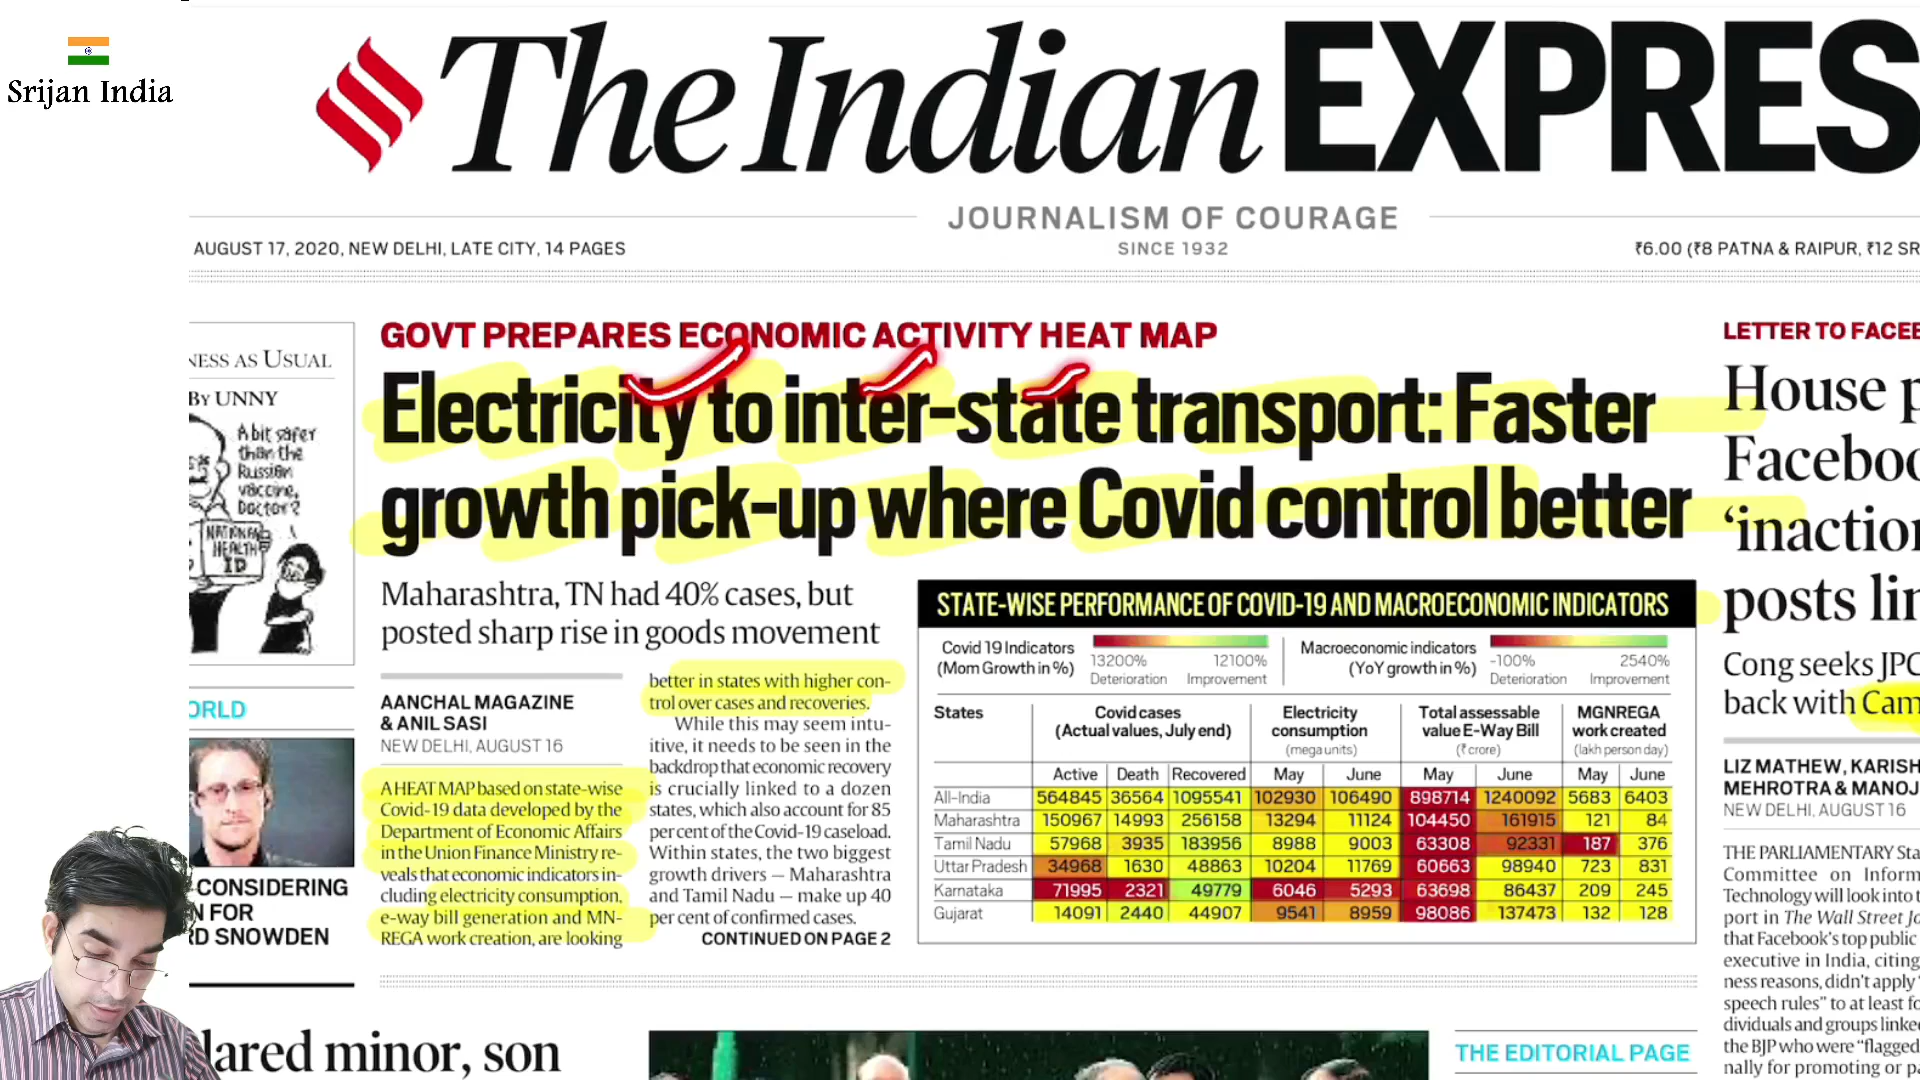 Srijan India
The Indian EXPRES
JOURNALISM OF COURAGE
SINCE 1932
AUGUST 17, 2020, NEW DELHI, LATE CITY, 14 PAGES
₹6.00 (₹8 PATNA & RAIPUR, ₹12 SR
NESS AS USUAL
BY UNNY
A bit safer
than the
Russian
vaccine,
Doctor?
NATIONAL
HEALTH
ID
ORLD
CONSIDERING
N FOR
RD SNOWDEN
GOVT PREPARES ECONOMIC ACTIVITY HEAT MAP
Electricity to inter-state transport: Faster
growth pick-up where Covid control better
Maharashtra, TN had 40% cases, but
posted sharp rise in goods movement
AANCHAL MAGAZINE
& ANIL SASI
NEW DELHI, AUGUST 16
A HEAT MAP based on state-wise
Covid-19 data developed by the
Department of Economic Affairs
in the Union Finance Ministry re-
veals that economic indicators in-
cluding electricity consumption,
e-way bill generation and MN-
REGA work creation, are looking
better in states with higher con-
trol over cases and recoveries.
While this may seem intu-
itive, it needs to be seen in the
backdrop that economic recovery
is crucially linked to a dozen
states, which also account for 85
per cent of the Covid-19 caseload.
Within states, the two biggest
growth drivers — Maharashtra
and Tamil Nadu — make up 40
per cent of confirmed cases.
CONTINUED ON PAGE 2
STATE-WISE PERFORMANCE OF COVID-19 AND MACROECONOMIC INDICATORS
Covid 19 Indicators
(Mom Growth in %)
13200% 12100%
Deterioration Improvement
Macroeconomic indicators
(YoY growth in %)
-100% 2540%
Deterioration Improvement
States Covid cases Electricity Total assessable MGNREGA
(Actual values, July end) consumption value E-Way Bill work created
(mega units) (₹ crore) (lakh person day)
Active Death Recovered May June May June May June
All-India 564845 36564 1095541 102930 106490 898714 1240092 5683 6403
Maharashtra 150967 14993 256158 13294 11124 104450 161915 121 84
Tamil Nadu 57968 3935 183956 8988 9003 63308 92331 187 376
Uttar Pradesh 34968 1630 48863 10204 11769 60663 98940 723 831
Karnataka 71995 2321 49779 6046 5293 63698 86437 209 245
Gujarat 14091 2440 44907 9541 8959 98086 137473 132 128
LETTER TO FACEB
House p
Faceboo
‘inaction
posts lin
Cong seeks JPC
back with Cam
LIZ MATHEW, KARISH
MEHROTRA & MANOJ
NEW DELHI, AUGUST 16
THE PARLIAMENTARY Sta
Committee on Inform
Technology will look into t
port in The Wall Street Jo
that Facebook's top public
executive in India, citing
ness reasons, didn't apply
speech rules” to at least fo
dividuals and groups linke
the BJP who were “flagged
nally for promoting or pa
lared minor, son
THE EDITORIAL PAGE